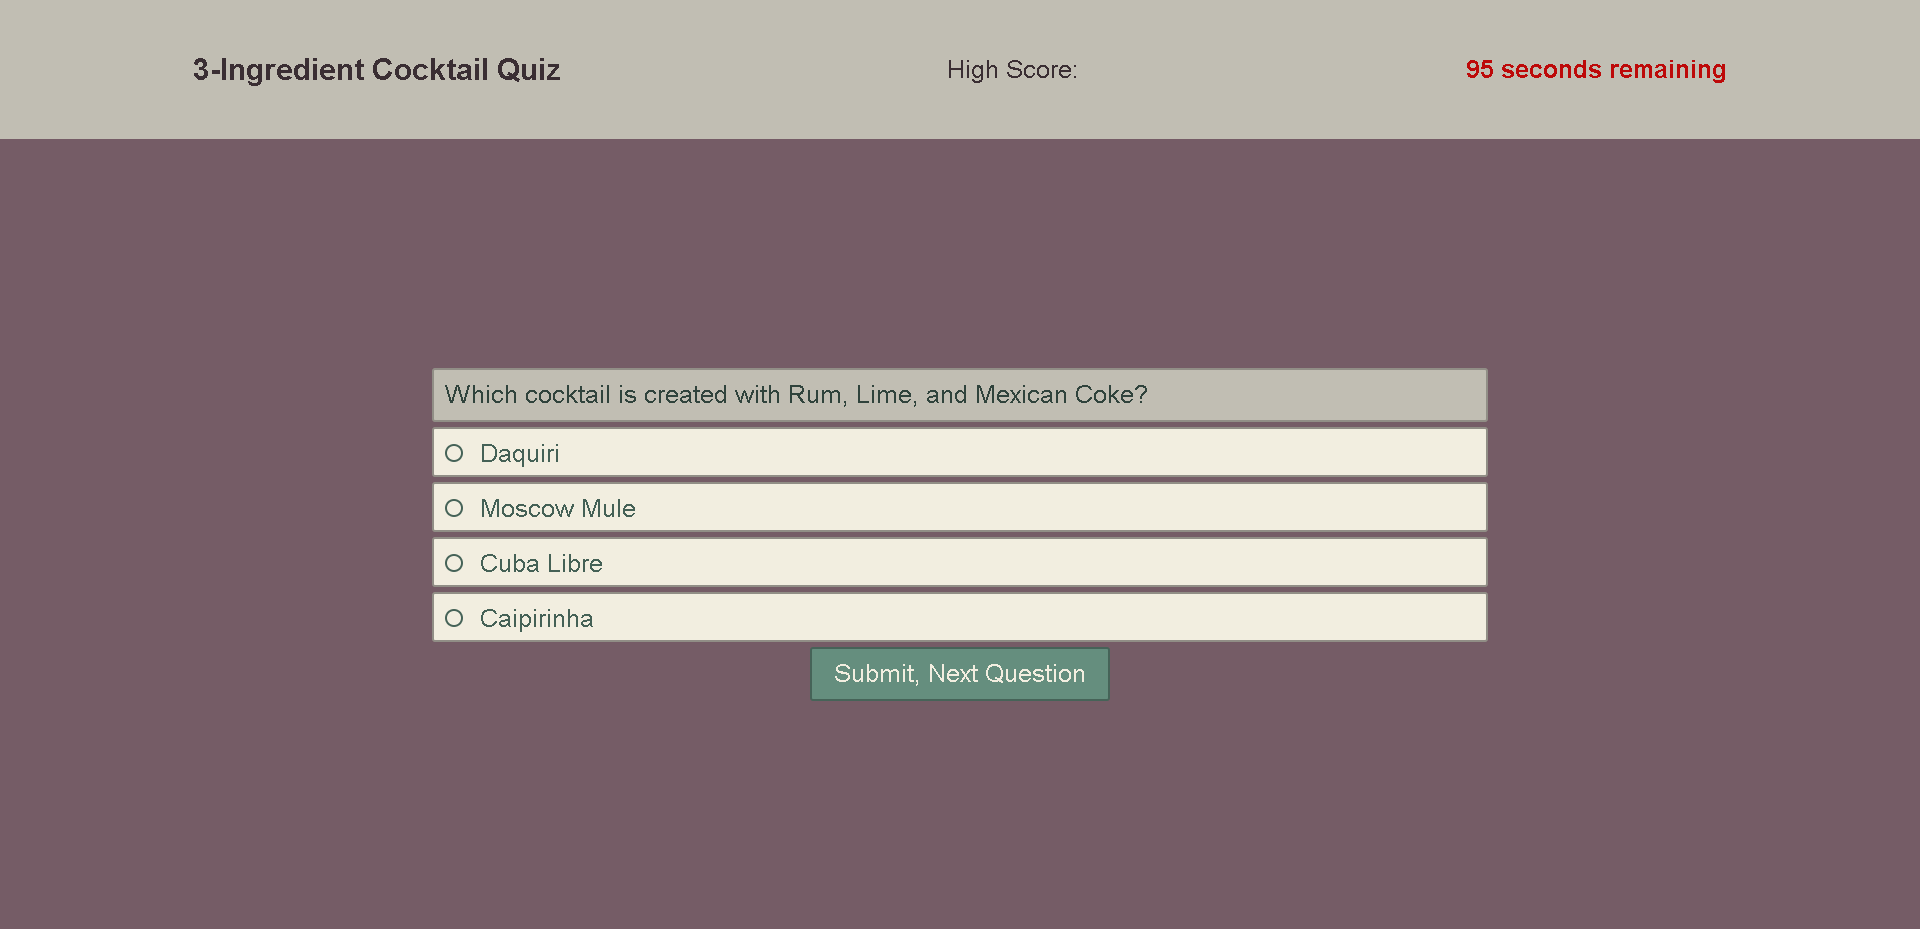 3-Ingredient Cocktail Quiz
High Score:
95 seconds remaining
Which cocktail is created with Rum, Lime, and Mexican Coke?
Daquiri
Moscow Mule
Cuba Libre
Caipirinha
Submit, Next Question